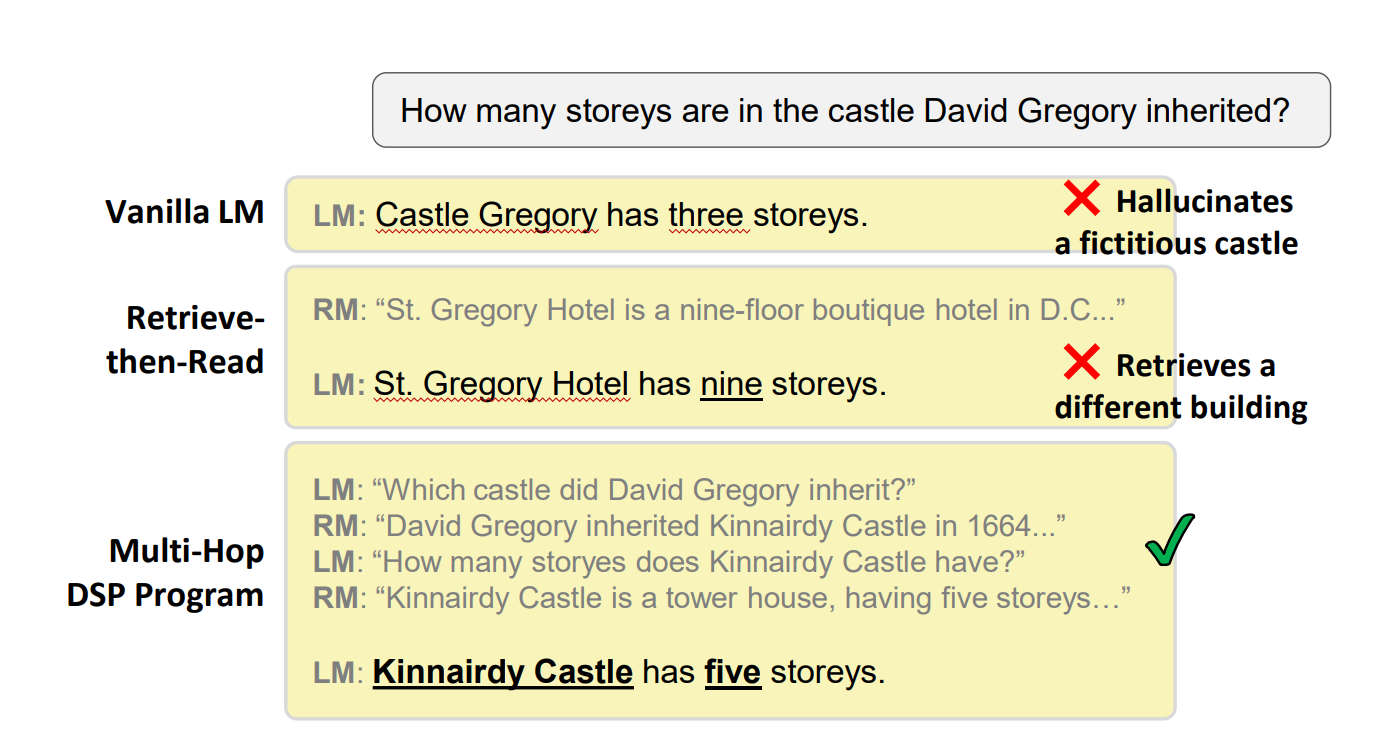 How many storeys are in the castle David Gregory inherited?
Vanilla LM
LM: Castle Gregory has three storeys.
Hallucinates
a fictitious castle
Retrieve-
then-Read
RM: “St. Gregory Hotel is a nine-floor boutique hotel in D.C...”
LM: St. Gregory Hotel has nine storeys.
Retrieves a
different building
Multi-Hop
DSP Program
LM: “Which castle did David Gregory inherit?”
RM: “David Gregory inherited Kinnairdy Castle in 1664...”
LM: “How many storyes does Kinnairdy Castle have?”
RM: “Kinnairdy Castle is a tower house, having five storeys…”
LM: Kinnairdy Castle has five storeys.